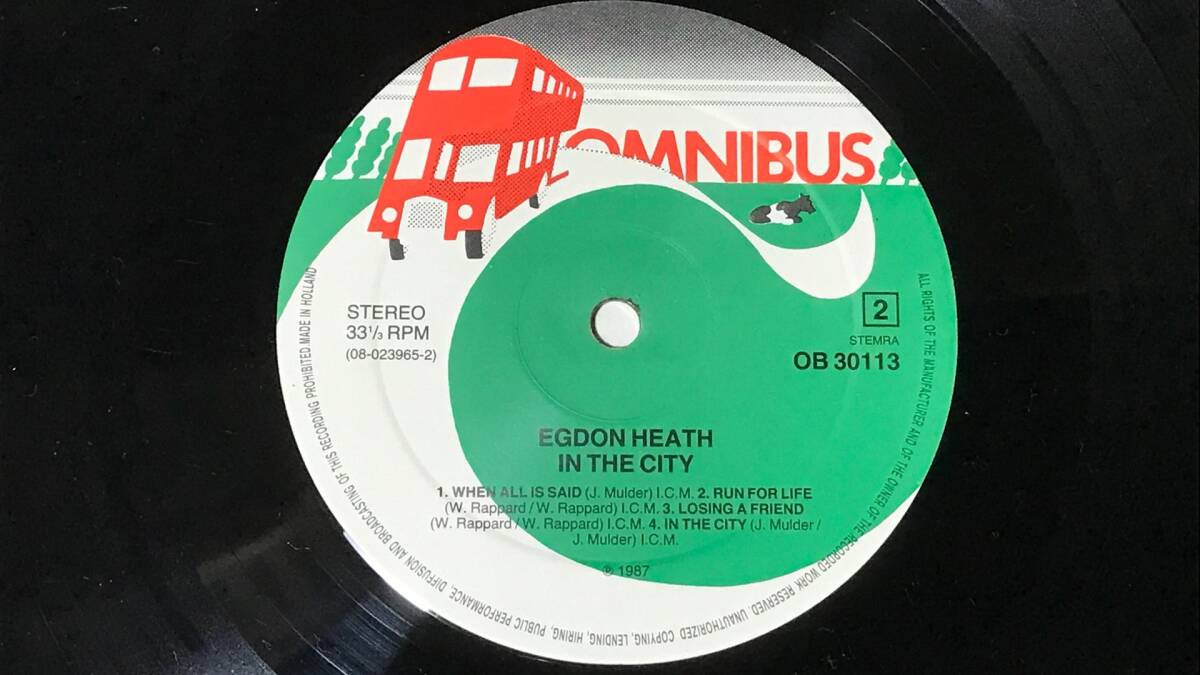 OMNIBUS
STEREO
33⅓ RPM
(08-023965-2)
2
STEMRA
OB 30113
EGDON HEATH
IN THE CITY
1. WHEN ALL IS SAID (J. Mulder) I.C.M. 2. RUN FOR LIFE
(W. Rappard / W. Rappard) I.C.M. 3. LOSING A FRIEND
(W. Rappard / W. Rappard) I.C.M. 4. IN THE CITY (J. Mulder /
J. Mulder) I.C.M.
℗ 1987
ALL RIGHTS OF THE MANUFACTURER AND OF THE OWNER OF THE RECORDED WORK RESERVED. UNAUTHORIZED COPYING, LENDING, HIRING, PUBLIC PERFORMANCE, DIFFUSION AND BROADCASTING OF THIS RECORDING PROHIBITED. MADE IN HOLLAND